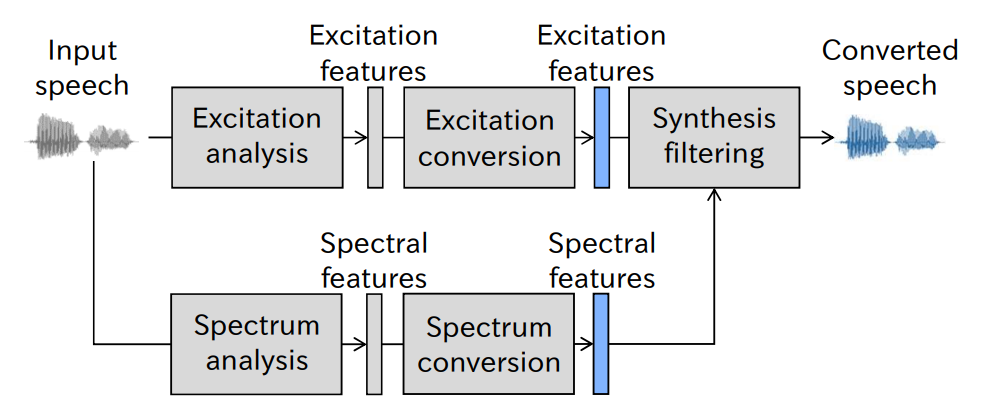 Input
speech
Excitation
features
Excitation
features
Converted
speech
Excitation
analysis
Excitation
conversion
Synthesis
filtering
Spectral
features
Spectral
features
Spectrum
analysis
Spectrum
conversion